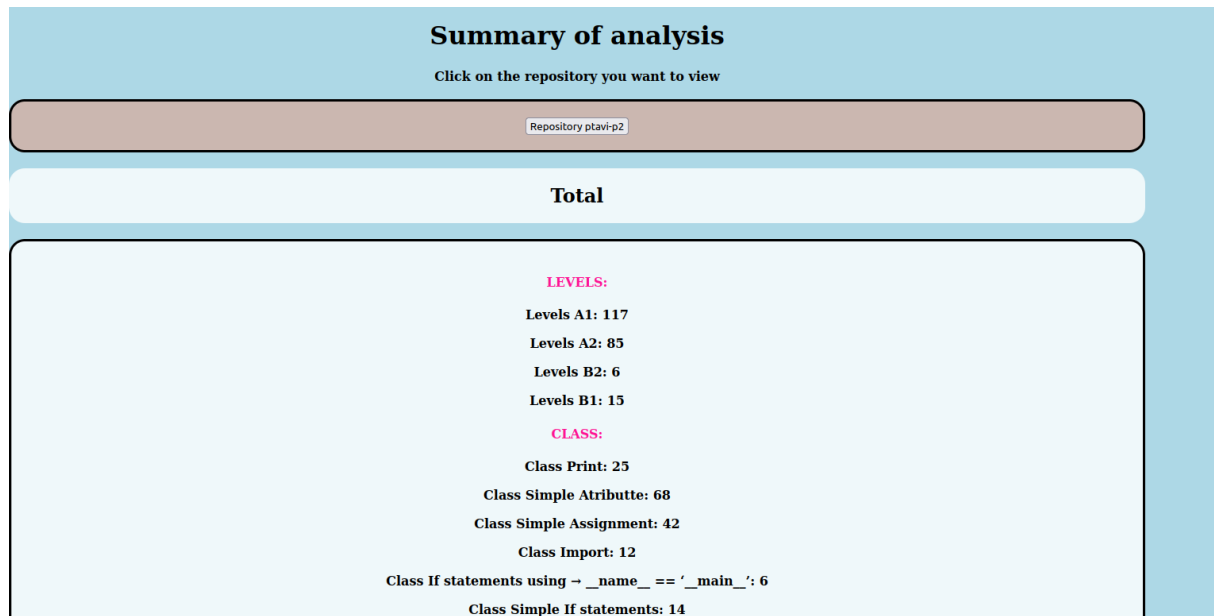 Summary of analysis
Click on the repository you want to view
Repository ptavi-p2
Total
LEVELS:
Levels A1: 117
Levels A2: 85
Levels B2: 6
Levels B1: 15
CLASS:
Class Print: 25
Class Simple Atributte: 68
Class Simple Assignment: 42
Class Import: 12
Class If statements using → __name__ == ‘__main__’: 6
Class Simple If statements: 14